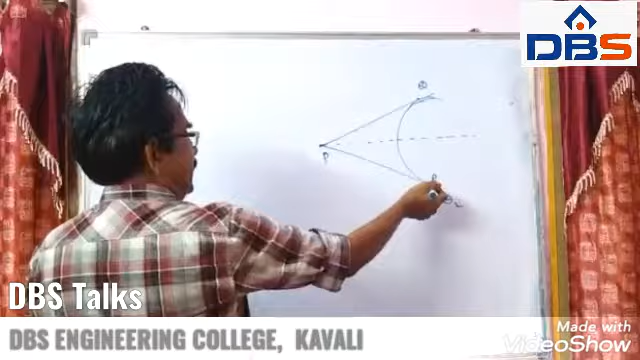 DBS
P
DBS Talks
DBS ENGINEERING COLLEGE, KAVALI
Made with
VideoShow